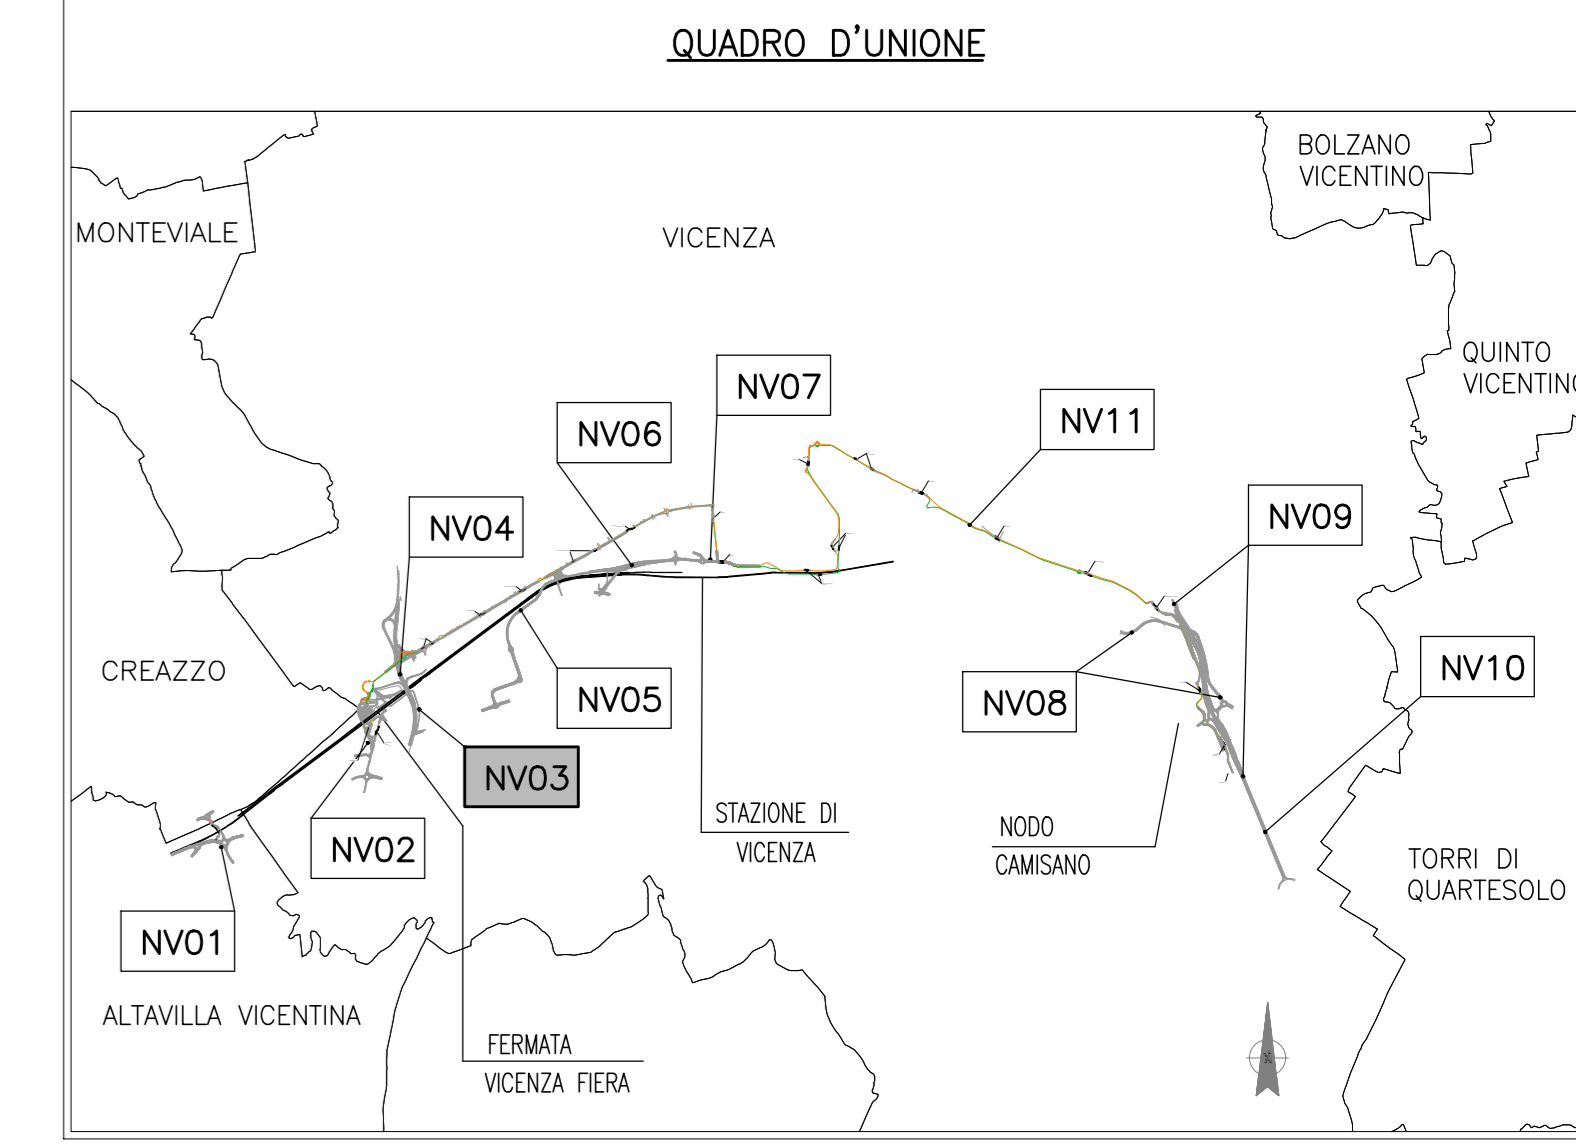 QUADRO D'UNIONE
BOLZANO
VICENTINO
MONTEVIALE
VICENZA
QUINTO
VICENTINO
NV07
NV11
NV06
NV09
NV04
CREAZZO
NV10
NV05
NV08
NV03
STAZIONE DI
VICENZA
NODO
CAMISANO
NV02
TORRI DI
QUARTESOLO
NV01
ALTAVILLA VICENTINA
FERMATA
VICENZA FIERA